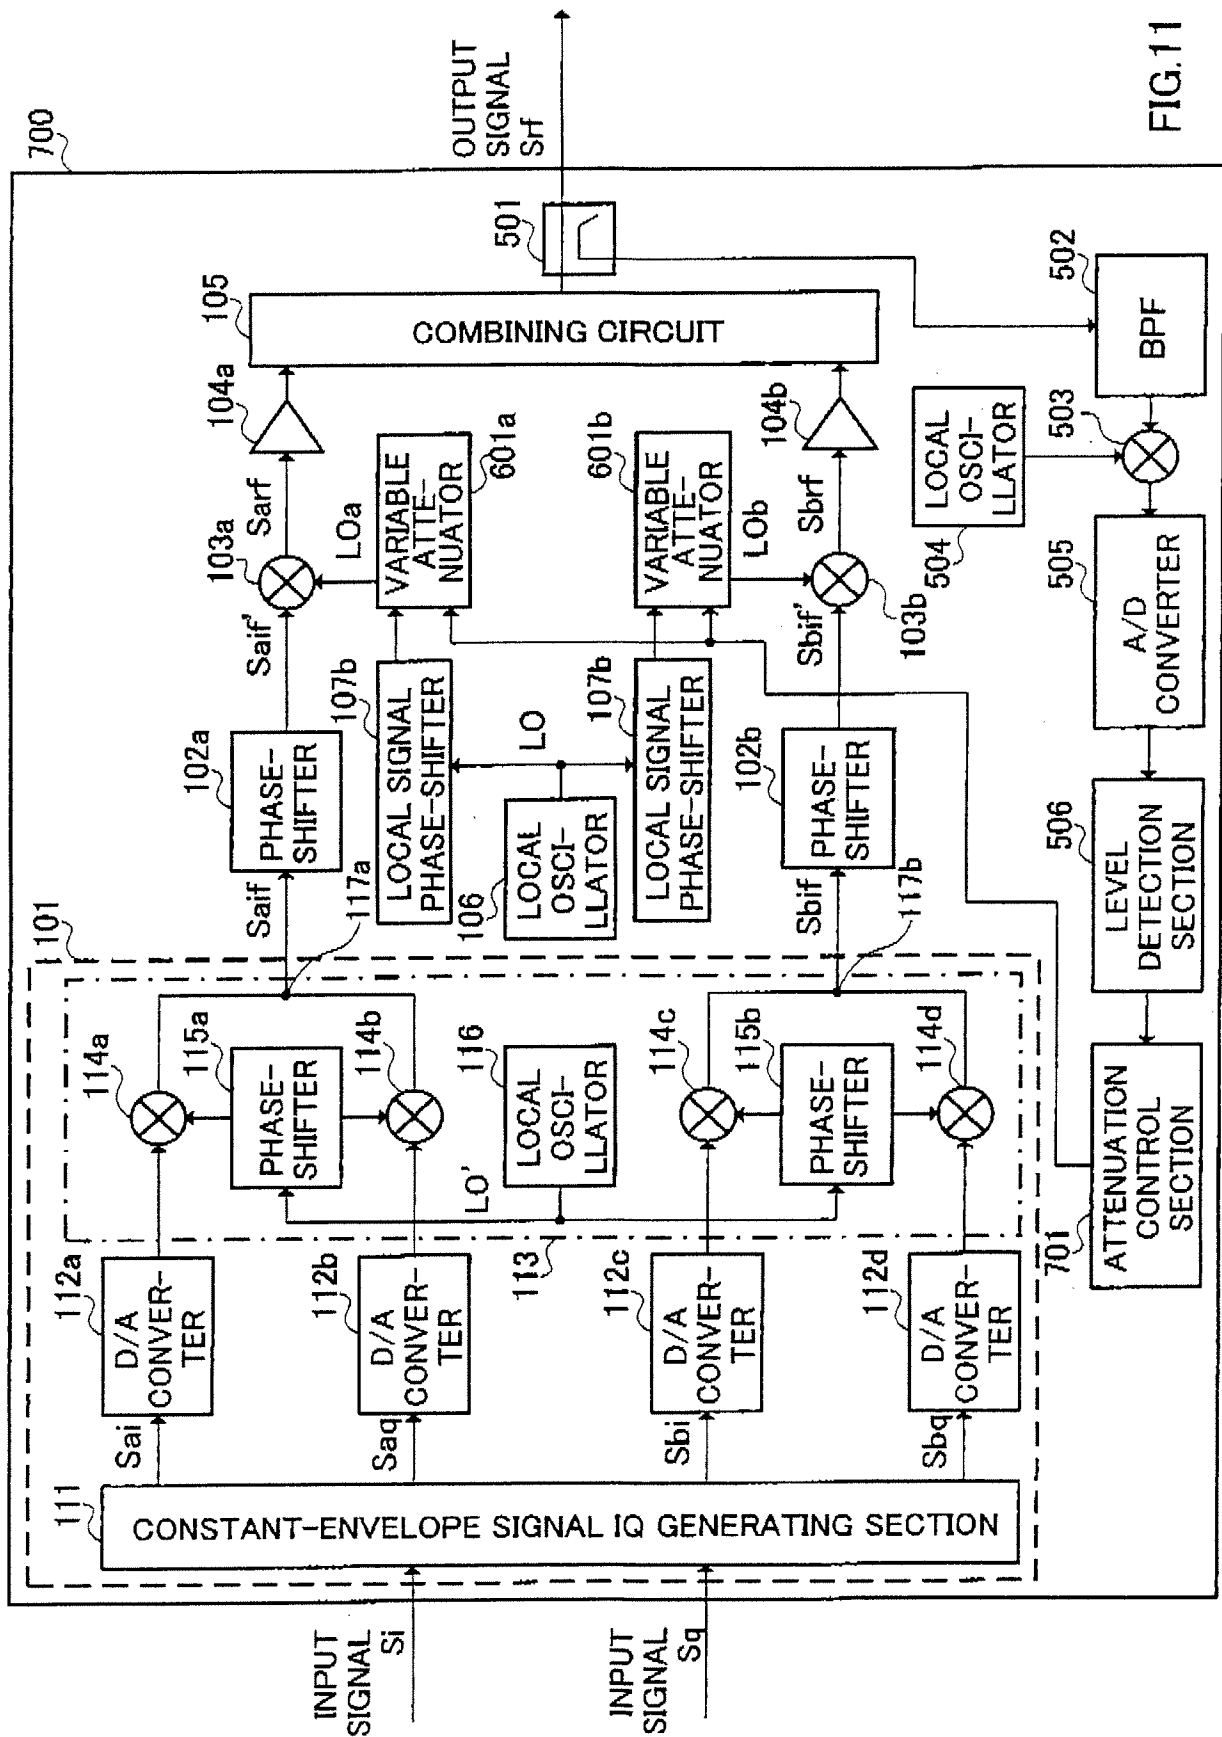 700
OUTPUT
SIGNAL
Srf
501
105
COMBINING CIRCUIT
502
BPF
104a
104b
503
LOCAL
OSCI-
LLATOR
504
Sarf
103a
LOa
VARIABLE
ATTE-
NUATOR
601a
VARIABLE
ATTE-
NUATOR
601b
LOb
Sbrf
103b
505
A/D
CONVERTER
Saif'
Sbif'
102a
PHASE-
SHIFTER
107b
LOCAL SIGNAL
PHASE-SHIFTER
LO
106
LOCAL
OSCI-
LLATOR
107b
LOCAL SIGNAL
PHASE-SHIFTER
102b
PHASE-
SHIFTER
506
LEVEL
DETECTION
SECTION
Saif
117a
Sbif
117b
101
114a
115a
PHASE-
SHIFTER
114b
116
LOCAL
OSCI-
LLATOR
LO'
114c
115b
PHASE-
SHIFTER
114d
113
701
ATTENUATION
CONTROL
SECTION
112a
D/A
CONVER-
TER
112b
D/A
CONVER-
TER
112c
D/A
CONVER-
TER
112d
D/A
CONVER-
TER
Sai
Saq
Sbi
Sbq
111
CONSTANT-ENVELOPE SIGNAL IQ GENERATING SECTION
INPUT
SIGNAL
Si
INPUT
SIGNAL
Sq
FIG.11